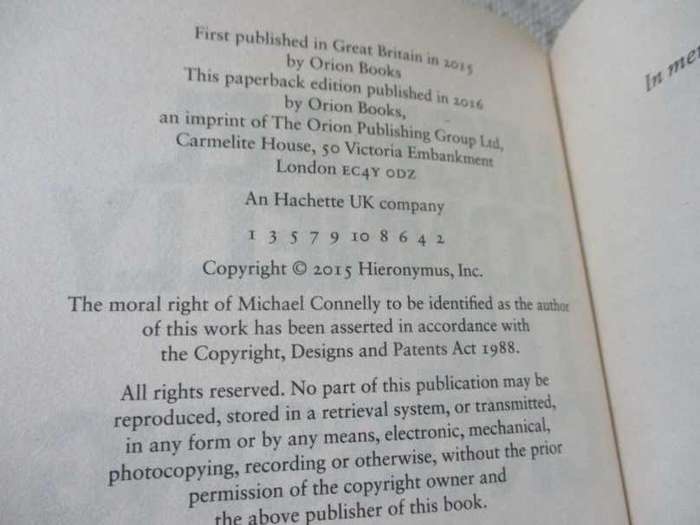 First published in Great Britain in 2015
by Orion Books
This paperback edition published in 2016
by Orion Books,
an imprint of The Orion Publishing Group Ltd,
Carmelite House, 50 Victoria Embankment
London EC4Y 0DZ
An Hachette UK company
1 3 5 7 9 10 8 6 4 2
Copyright © 2015 Hieronymus, Inc.
The moral right of Michael Connelly to be identified as the author
of this work has been asserted in accordance with
the Copyright, Designs and Patents Act 1988.
All rights reserved. No part of this publication may be
reproduced, stored in a retrieval system, or transmitted,
in any form or by any means, electronic, mechanical,
photocopying, recording or otherwise, without the prior
permission of the copyright owner and
the above publisher of this book.
In